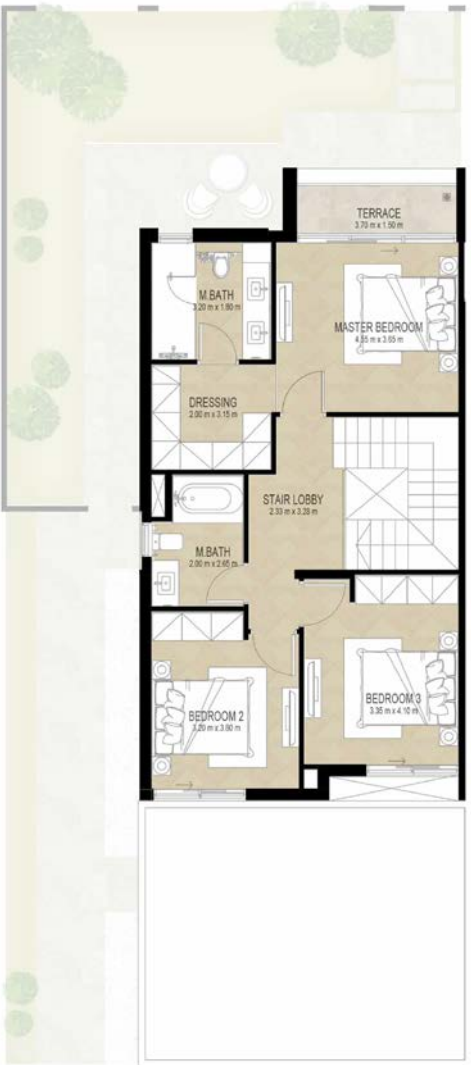 TERRACE
3.70 m x 1.50 m
M.BATH
3.20 m x 1.90 m
MASTER BEDROOM
4.55 m x 3.65 m
DRESSING
2.00 m x 3.15 m
STAIR LOBBY
2.33 m x 3.28 m
M.BATH
2.00 m x 2.65 m
BEDROOM 3
3.35 m x 4.10 m
BEDROOM 2
3.20 m x 3.80 m